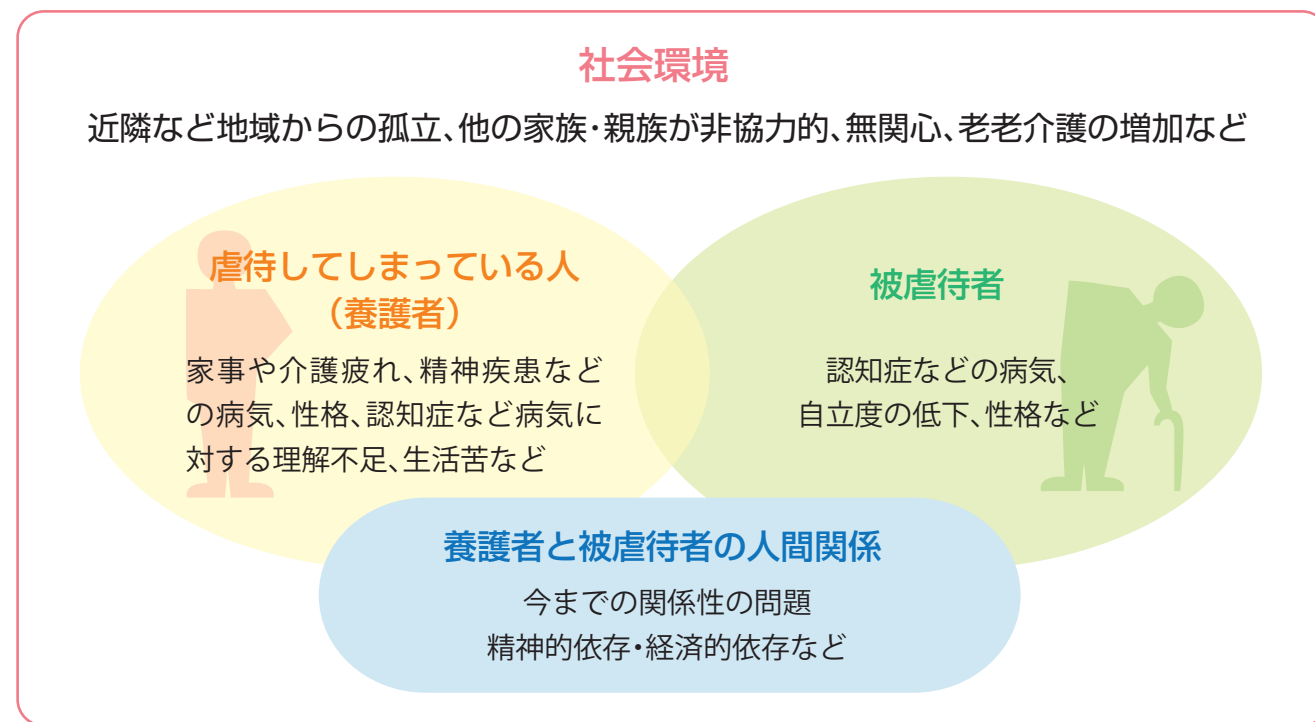 社会環境
近隣など地域からの孤立、他の家族・親族が非協力的、無関心、老老介護の増加など
虐待してしまっている人
（養護者）
家事や介護疲れ、精神疾患など
の病気、性格、認知症など病気に
対する理解不足、生活苦など
被虐待者
認知症などの病気、
自立度の低下、性格など
養護者と被虐待者の人間関係
今までの関係性の問題
精神的依存・経済的依存など